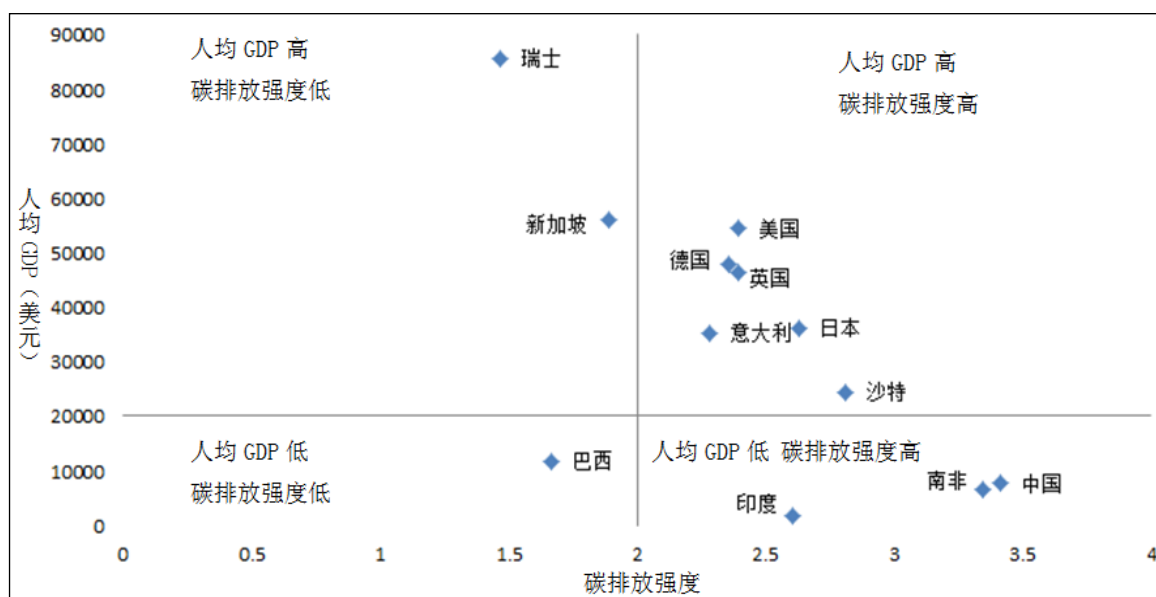 90000
80000
70000
60000
50000
40000
30000
20000
10000
0
人均 GDP（美元）
人均 GDP 高
碳排放强度低
瑞士
人均 GDP 高
碳排放强度高
新加坡
美国
德国
英国
意大利
日本
沙特
人均 GDP 低
碳排放强度低
巴西
人均 GDP 低 碳排放强度高
南非
中国
印度
0
0.5
1
1.5
2
2.5
3
3.5
4
碳排放强度